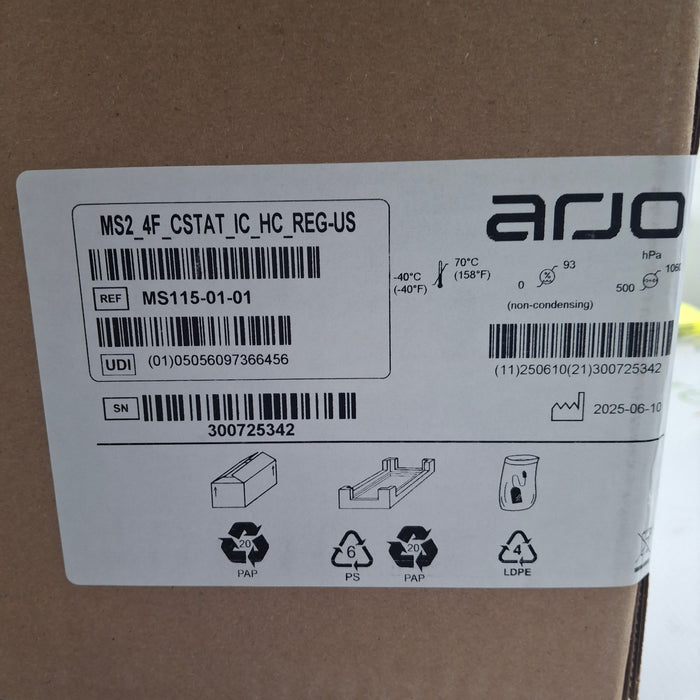 arjo
MS2_4F_CSTAT_IC_HC_REG-US
REF MS115-01-01
UDI (01)05056097366456
SN
300725342
-40°C
(-40°F)
70°C
(158°F)
0 % 93
(non-condensing)
hPa
500 1060
(11)250610(21)300725342
2025-06-10
20
PAP
6
PS
20
PAP
4
LDPE